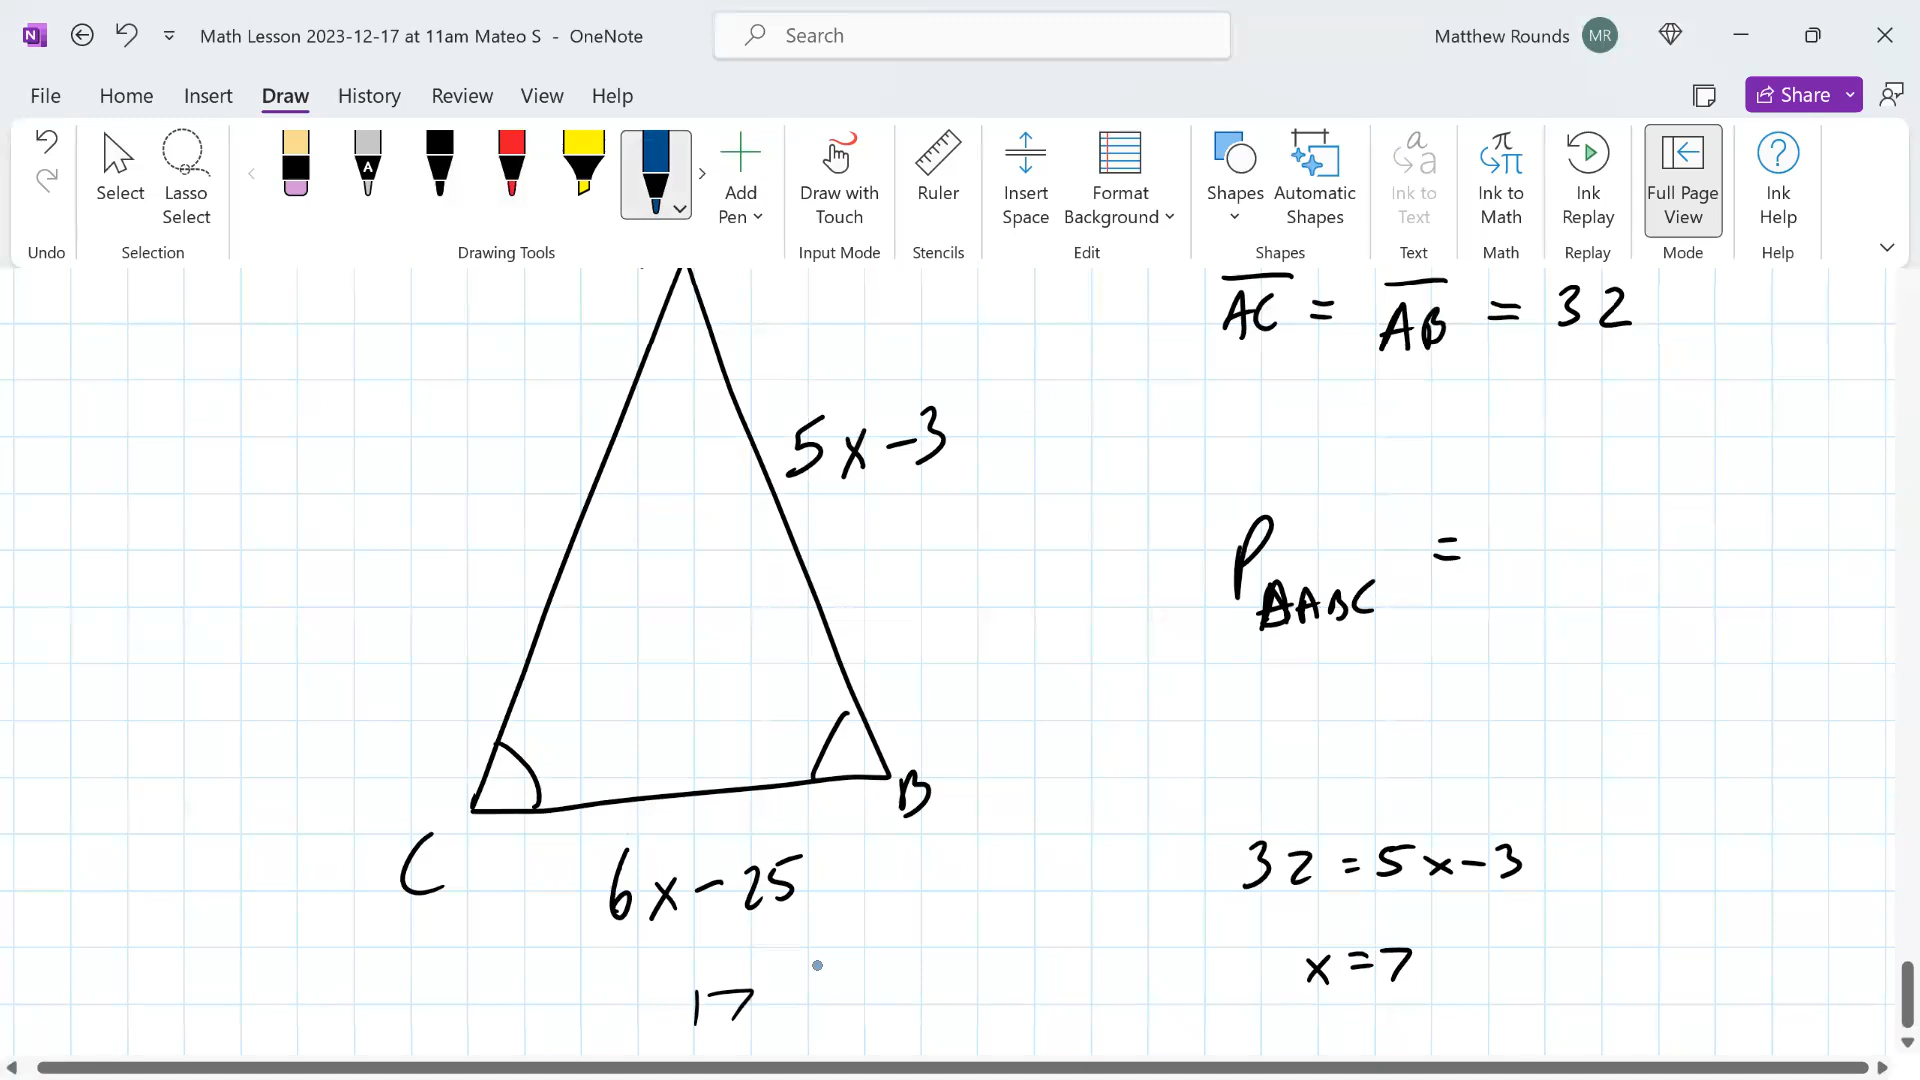 Math Lesson 2023-12-17 at 11am Mateo S - OneNote
Search
Matthew Rounds MR
File Home Insert Draw History Review View Help
Share
Select
Lasso Select
A
Add Pen
Draw with Touch
Ruler
Insert Space
Format Background
Shapes
Automatic Shapes
Ink to Text
Ink to Math
Ink Replay
Full Page View
Ink Help
Undo Selection Drawing Tools Input Mode Stencils Edit Shapes Text Math Replay Mode Help
AC = AB = 32
5x-3
P△ABC =
B
C
6x-25
17
32 = 5x-3
x=7